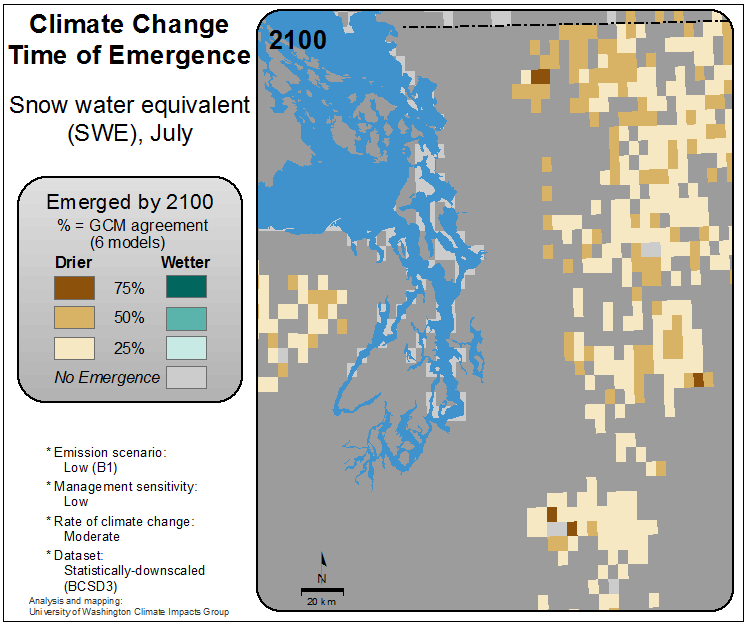 Climate Change
Time of Emergence
Snow water equivalent
(SWE), July
Emerged by 2100
% = GCM agreement
(6 models)
Drier Wetter
75%
50%
25%
No Emergence
* Emission scenario:
Low (B1)
* Management sensitivity:
Low
* Rate of climate change:
Moderate
* Dataset:
Statistically-downscaled
(BCSD3)
Analysis and mapping:
University of Washington Climate Impacts Group
2100
N
20 km